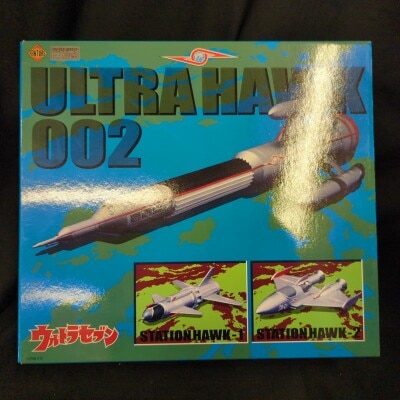 ULTRA HAWK
002
STATION HAWK-1
STATION HAWK-2
ウルトラセブン